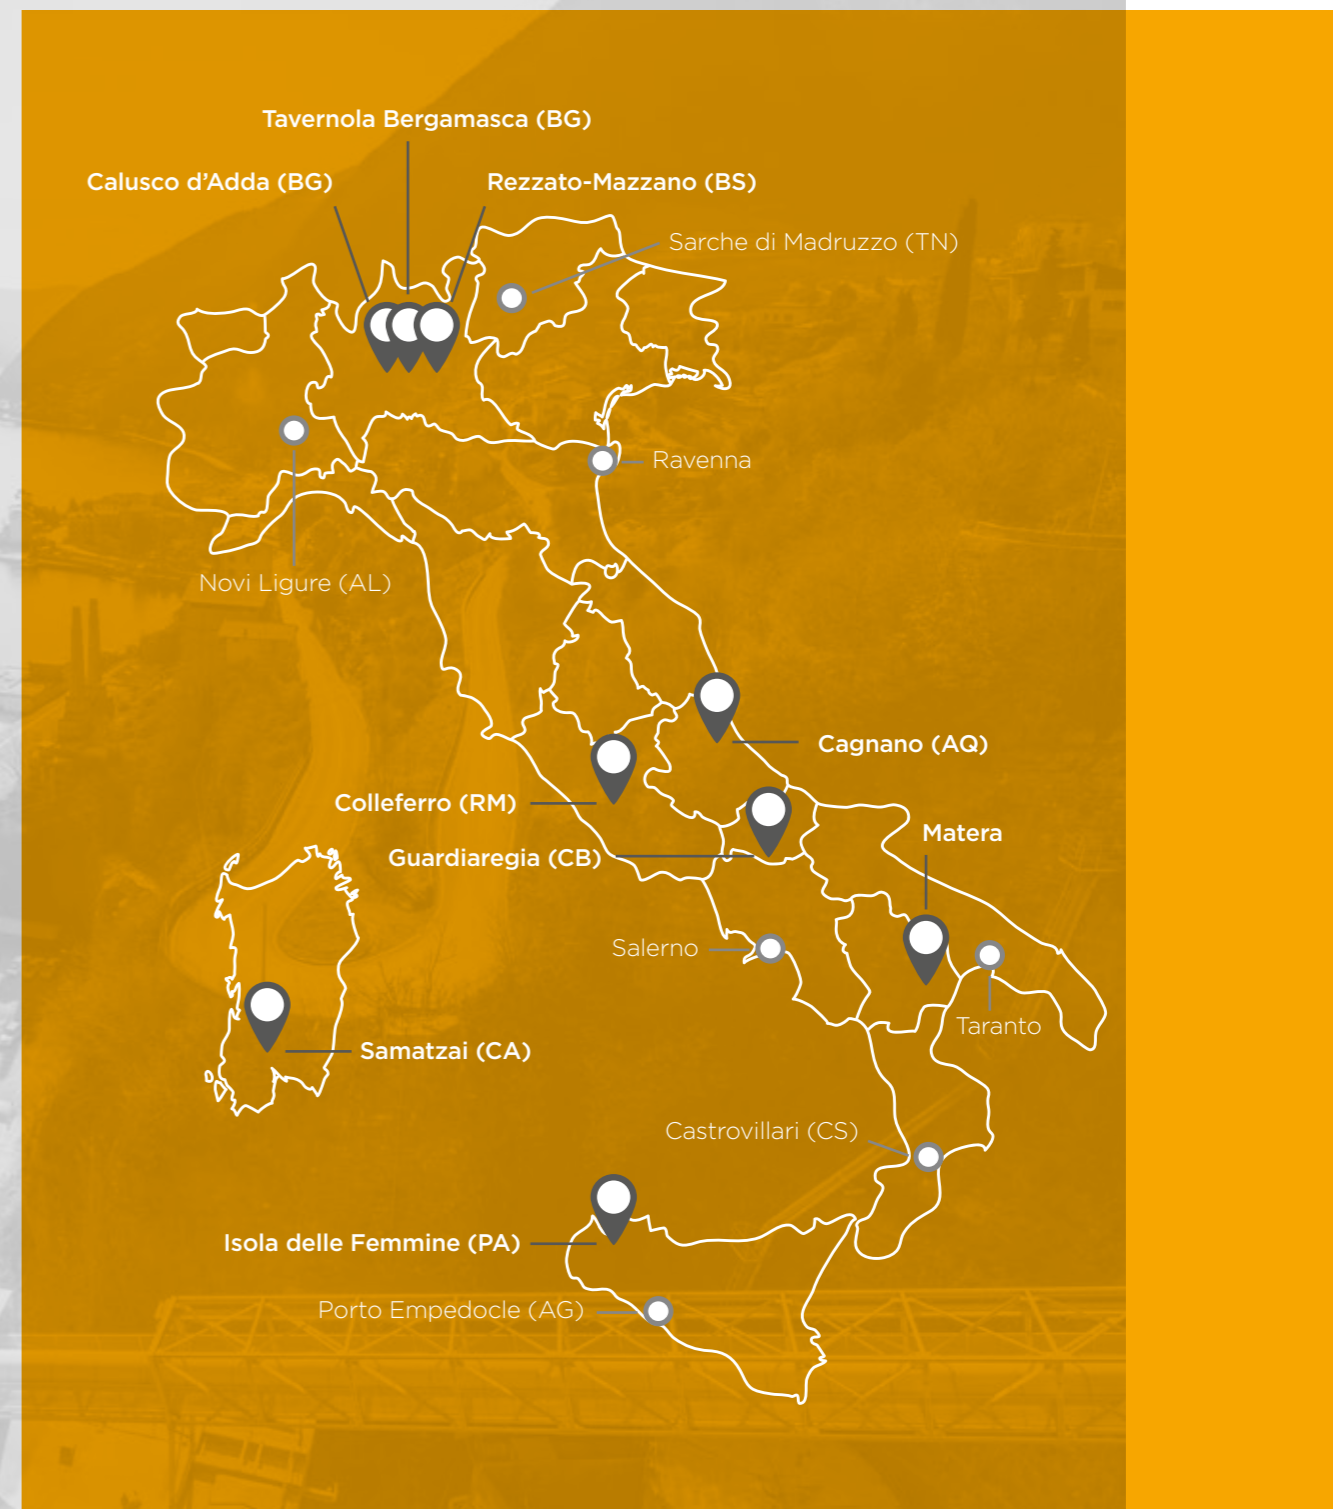 Tavernola Bergamasca (BG)
Calusco d’Adda (BG)
Rezzato-Mazzano (BS)
Sarche di Madruzzo (TN)
Ravenna
Novi Ligure (AL)
Cagnano (AQ)
Colleferro (RM)
Matera
Guardiaregia (CB)
Salerno
Taranto
Samatzai (CA)
Castrovillari (CS)
Isola delle Femmine (PA)
Porto Empedocle (AG)